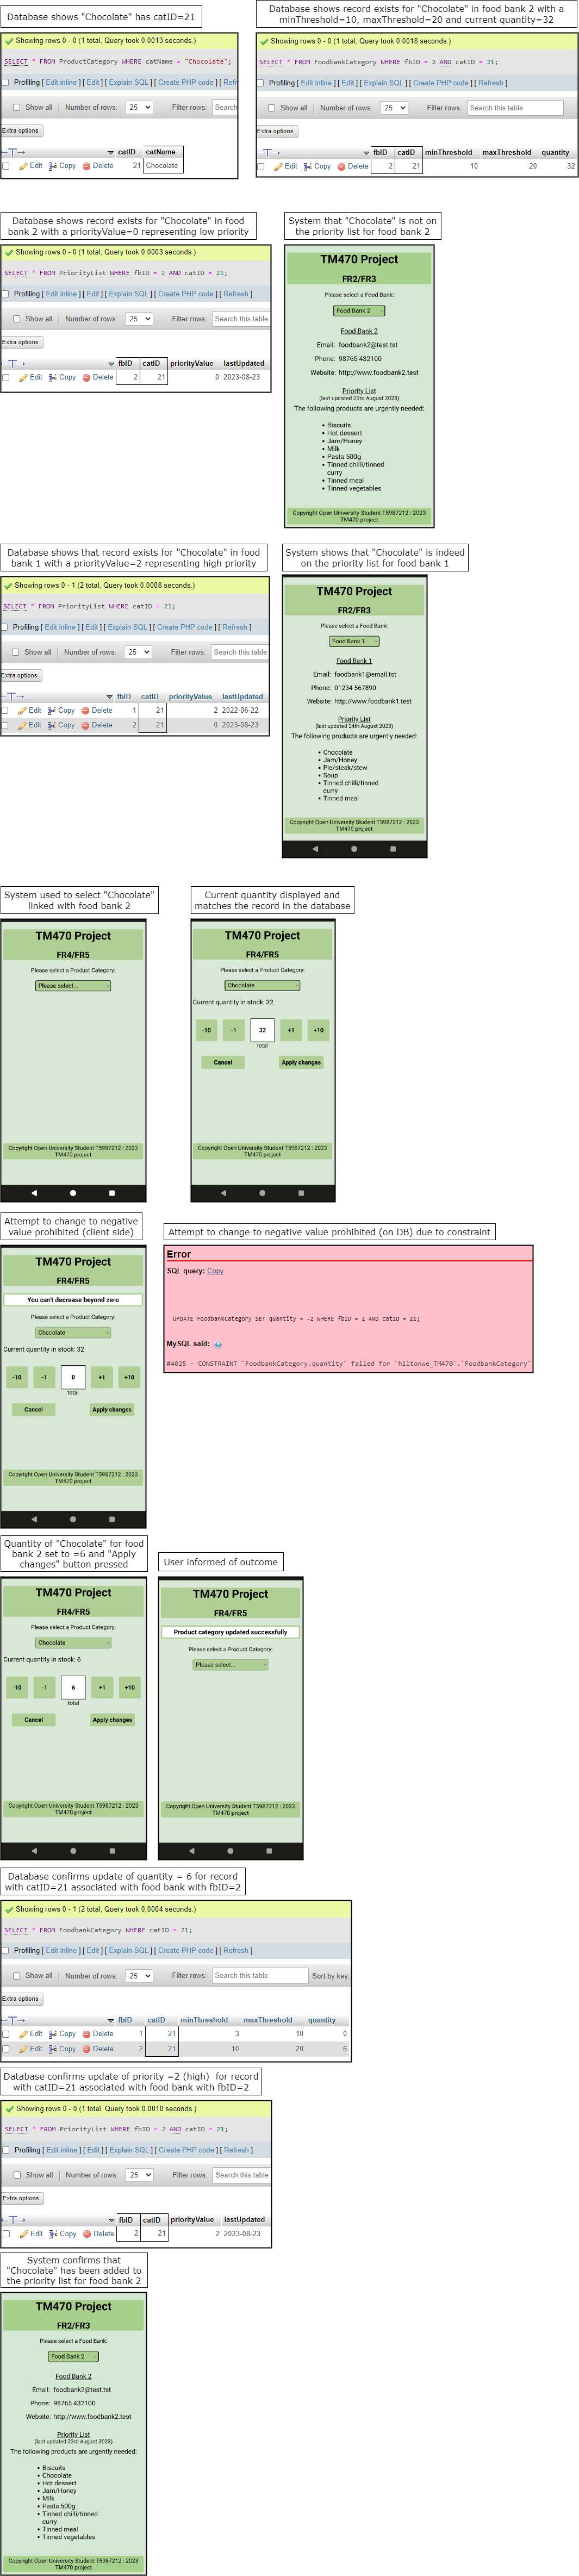 Database shows "Chocolate" has catID=21
Database shows record exists for "Chocolate" in food bank 2 with a
minThreshold=10, maxThreshold=20 and current quantity=32
Showing rows 0 - 0 (1 total, Query took 0.0013 seconds.)
SELECT * FROM ProductCategory WHERE catName = "Chocolate";
Profiling [ Edit inline ] [ Edit ] [ Explain SQL ] [ Create PHP code ] [ Refr
Show all Number of rows: 25 Filter rows: Search
Extra options
catID catName
Edit Copy Delete 21 Chocolate
Showing rows 0 - 0 (1 total, Query took 0.0018 seconds.)
SELECT * FROM FoodbankCategory WHERE fbID = 2 AND catID = 21;
Profiling [ Edit inline ] [ Edit ] [ Explain SQL ] [ Create PHP code ] [ Refresh ]
Show all Number of rows: 25 Filter rows: Search this table
Extra options
fbID catID minThreshold maxThreshold quantity
Edit Copy Delete 2 21 10 20 32
Database shows record exists for "Chocolate" in food
bank 2 with a priorityValue=0 representing low priority
Showing rows 0 - 0 (1 total, Query took 0.0003 seconds.)
SELECT * FROM PriorityList WHERE fbID = 2 AND catID = 21;
Profiling [ Edit inline ] [ Edit ] [ Explain SQL ] [ Create PHP code ] [ Refresh ]
Show all Number of rows: 25 Filter rows: Search this table
Extra options
fbID catID priorityValue lastUpdated
Edit Copy Delete 2 21 0 2023-08-23
System that "Chocolate" is not on
the priority list for food bank 2
TM470 Project
FR2/FR3
Please select a Food Bank:
Food Bank 2
Food Bank 2
Email: foodbank2@test.tst
Phone: 98765 432100
Website: http://www.foodbank2.test
Priority List
(last updated 23rd August 2023)
The following products are urgently needed:
• Biscuits
• Hot dessert
• Jam/Honey
• Milk
• Pasta 500g
• Tinned chilli/tinned
curry
• Tinned meal
• Tinned vegetables
Copyright Open University Student T5987212 : 2023
TM470 project
Database shows that record exists for "Chocolate" in food
bank 1 with a priorityValue=2 representing high priority
Showing rows 0 - 1 (2 total, Query took 0.0008 seconds.)
SELECT * FROM PriorityList WHERE catID = 21;
Profiling [ Edit inline ] [ Edit ] [ Explain SQL ] [ Create PHP code ] [ Refresh ]
Show all Number of rows: 25 Filter rows: Search this table
Extra options
fbID catID priorityValue lastUpdated
Edit Copy Delete 1 21 2 2022-06-22
Edit Copy Delete 2 21 0 2023-08-23
System shows that "Chocolate" is indeed
on the priority list for food bank 1
TM470 Project
FR2/FR3
Please select a Food Bank:
Food Bank 1
Food Bank 1
Email: foodbank1@email.tst
Phone: 01234 567890
Website: http://www.foodbank1.test
Priority List
(last updated 24th August 2023)
The following products are urgently needed:
• Chocolate
• Jam/Honey
• Pie/steak/stew
• Soup
• Tinned chilli/tinned
curry
• Tinned meal
Copyright Open University Student T5987212 : 2023
TM470 project
System used to select "Chocolate"
linked with food bank 2
TM470 Project
FR4/FR5
Please select a Product Category:
Please select...
Copyright Open University Student T5987212 : 2023
TM470 project
Current quantity displayed and
matches the record in the database
TM470 Project
FR4/FR5
Please select a Product Category:
Chocolate
Current quantity in stock: 32
-10 -1 32 +1 +10
total
Cancel Apply changes
Copyright Open University Student T5987212 : 2023
TM470 project
Attempt to change to negative
value prohibited (client side)
TM470 Project
FR4/FR5
You can't decrease beyond zero
Please select a Product Category:
Chocolate
Current quantity in stock: 32
-10 -1 0 +1 +10
total
Cancel Apply changes
Copyright Open University Student T5987212 : 2023
TM470 project
Attempt to change to negative value prohibited (on DB) due to constraint
Error
SQL query: Copy
UPDATE FoodbankCategory SET quantity = -2 WHERE fbID = 2 AND catID = 21;
MySQL said:
#4025 - CONSTRAINT `FoodbankCategory.quantity` failed for `hiltonwe_TM470`.`FoodbankCategory`
Quantity of "Chocolate" for food
bank 2 set to =6 and "Apply
changes" button pressed
TM470 Project
FR4/FR5
Please select a Product Category:
Chocolate
Current quantity in stock: 6
-10 -1 6 +1 +10
total
Cancel Apply changes
Copyright Open University Student T5987212 : 2023
TM470 project
User informed of outcome
TM470 Project
FR4/FR5
Product category updated successfully
Please select a Product Category:
Please select...
Copyright Open University Student T5987212 : 2023
TM470 project
Database confirms update of quantity = 6 for record
with catID=21 associated with food bank with fbID=2
Showing rows 0 - 1 (2 total, Query took 0.0004 seconds.)
SELECT * FROM FoodbankCategory WHERE catID = 21;
Profiling [ Edit inline ] [ Edit ] [ Explain SQL ] [ Create PHP code ] [ Refresh ]
Show all Number of rows: 25 Filter rows: Search this table Sort by key:
Extra options
fbID catID minThreshold maxThreshold quantity
Edit Copy Delete 1 21 3 10 0
Edit Copy Delete 2 21 10 20 6
Database confirms update of priority =2 (high) for record
with catID=21 associated with food bank with fbID=2
Showing rows 0 - 0 (1 total, Query took 0.0010 seconds.)
SELECT * FROM PriorityList WHERE fbID = 2 AND catID = 21;
Profiling [ Edit inline ] [ Edit ] [ Explain SQL ] [ Create PHP code ] [ Refresh ]
Show all Number of rows: 25 Filter rows: Search this table
Extra options
fbID catID priorityValue lastUpdated
Edit Copy Delete 2 21 2 2023-08-23
System confirms that
"Chocolate" has been added to
the priority list for food bank 2
TM470 Project
FR2/FR3
Please select a Food Bank:
Food Bank 2
Food Bank 2
Email: foodbank2@test.tst
Phone: 98765 432100
Website: http://www.foodbank2.test
Priority List
(last updated 23rd August 2023)
The following products are urgently needed:
• Biscuits
• Chocolate
• Hot dessert
• Jam/Honey
• Milk
• Pasta 500g
• Tinned chilli/tinned
curry
• Tinned meal
• Tinned vegetables
Copyright Open University Student T5987212 : 2023
TM470 project